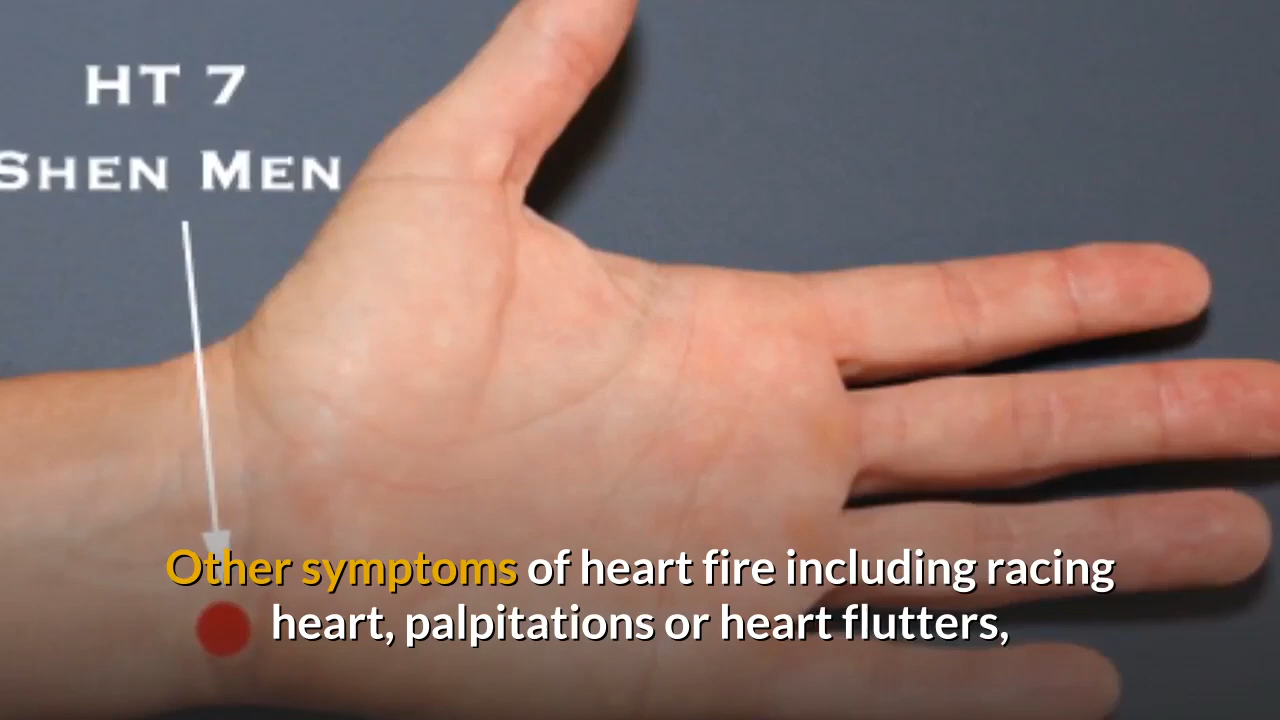 HT 7
Shen Men
Other symptoms of heart fire including racing
heart, palpitations or heart flutters,